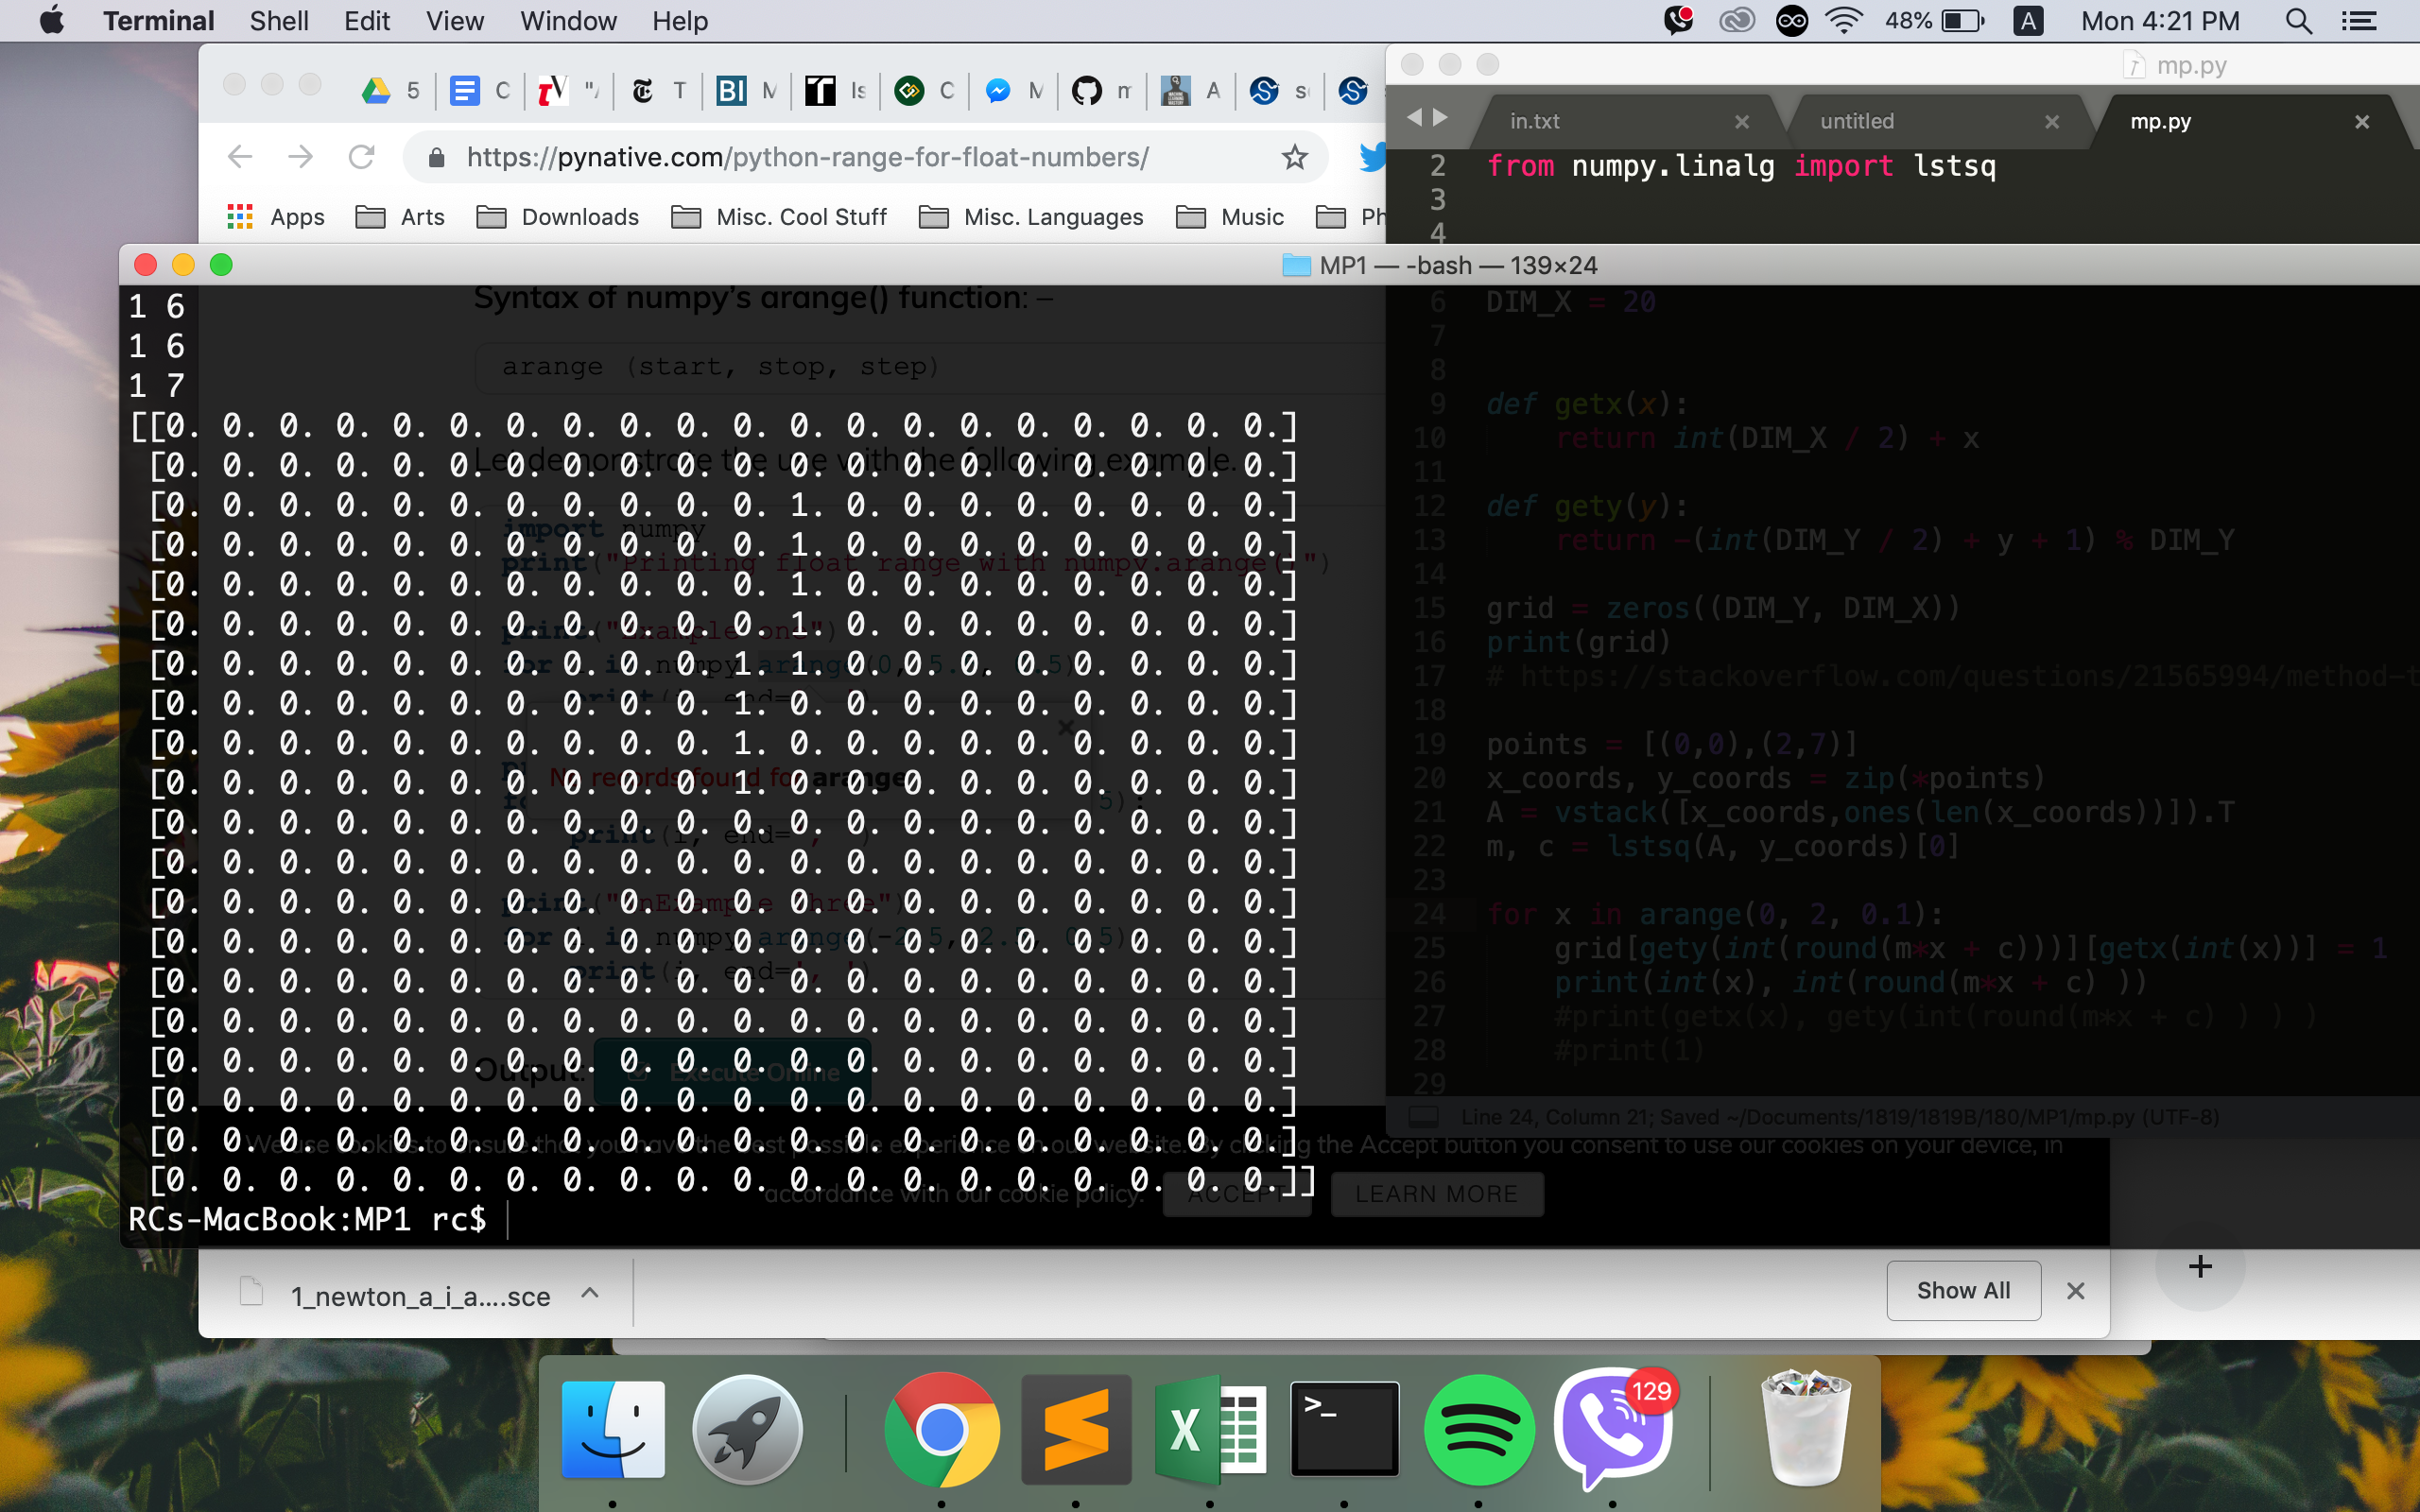 Terminal Shell Edit View Window Help 48% A Mon 4:21 PM
5 C "/ T BI M Is C M m A s
mp.py
in.txt untitled mp.py
https://pynative.com/python-range-for-float-numbers/
Apps Arts Downloads Misc. Cool Stuff Misc. Languages Music Ph
2 from numpy.linalg import lstsq
3
4
MP1 — -bash — 139×24
1 6
1 6
1 7
[[0. 0. 0. 0. 0. 0. 0. 0. 0. 0. 0. 0. 0. 0. 0. 0. 0. 0. 0. 0.]
[0. 0. 0. 0. 0. 0. 0. 0. 0. 0. 0. 0. 0. 0. 0. 0. 0. 0. 0. 0.]
[0. 0. 0. 0. 0. 0. 0. 0. 0. 0. 0. 1. 0. 0. 0. 0. 0. 0. 0. 0.]
[0. 0. 0. 0. 0. 0. 0. 0. 0. 0. 0. 1. 0. 0. 0. 0. 0. 0. 0. 0.]
[0. 0. 0. 0. 0. 0. 0. 0. 0. 0. 0. 1. 0. 0. 0. 0. 0. 0. 0. 0.]
[0. 0. 0. 0. 0. 0. 0. 0. 0. 0. 0. 1. 0. 0. 0. 0. 0. 0. 0. 0.]
[0. 0. 0. 0. 0. 0. 0. 0. 0. 0. 1. 1. 0. 0. 0. 0. 0. 0. 0. 0.]
[0. 0. 0. 0. 0. 0. 0. 0. 0. 0. 1. 0. 0. 0. 0. 0. 0. 0. 0. 0.]
[0. 0. 0. 0. 0. 0. 0. 0. 0. 0. 1. 0. 0. 0. 0. 0. 0. 0. 0. 0.]
[0. 0. 0. 0. 0. 0. 0. 0. 0. 0. 1. 0. 0. 0. 0. 0. 0. 0. 0. 0.]
[0. 0. 0. 0. 0. 0. 0. 0. 0. 0. 0. 0. 0. 0. 0. 0. 0. 0. 0. 0.]
[0. 0. 0. 0. 0. 0. 0. 0. 0. 0. 0. 0. 0. 0. 0. 0. 0. 0. 0. 0.]
[0. 0. 0. 0. 0. 0. 0. 0. 0. 0. 0. 0. 0. 0. 0. 0. 0. 0. 0. 0.]
[0. 0. 0. 0. 0. 0. 0. 0. 0. 0. 0. 0. 0. 0. 0. 0. 0. 0. 0. 0.]
[0. 0. 0. 0. 0. 0. 0. 0. 0. 0. 0. 0. 0. 0. 0. 0. 0. 0. 0. 0.]
[0. 0. 0. 0. 0. 0. 0. 0. 0. 0. 0. 0. 0. 0. 0. 0. 0. 0. 0. 0.]
[0. 0. 0. 0. 0. 0. 0. 0. 0. 0. 0. 0. 0. 0. 0. 0. 0. 0. 0. 0.]
[0. 0. 0. 0. 0. 0. 0. 0. 0. 0. 0. 0. 0. 0. 0. 0. 0. 0. 0. 0.]
[0. 0. 0. 0. 0. 0. 0. 0. 0. 0. 0. 0. 0. 0. 0. 0. 0. 0. 0. 0.]
[0. 0. 0. 0. 0. 0. 0. 0. 0. 0. 0. 0. 0. 0. 0. 0. 0. 0. 0. 0.]]
RCs-MacBook:MP1 rc$
Syntax of numpy's arange() function: –
arange (start, stop, step)
Let demonstrate the use with the following example.
import numpy
print("Printing float range with numpy.arange()")
print("Example one")
No records found for arange
print(i, end=', ')
Output: Execute Online
We use cookies to ensure that you have the best possible experience on our website. By clicking the Accept button you consent to use our cookies on your device, in
accordance with our cookie policy. ACCEPT LEARN MORE
6 DIM_X = 20
7
8
9 def getx(x):
10 return int(DIM_X / 2) + x
11
12 def gety(y):
13 return -(int(DIM_Y / 2) + y + 1) % DIM_Y
14
15 grid = zeros((DIM_Y, DIM_X))
16 print(grid)
17 # https://stackoverflow.com/questions/21565994/method-t
18
19 points = [(0,0),(2,7)]
20 x_coords, y_coords = zip(*points)
21 A = vstack([x_coords,ones(len(x_coords))]).T
22 m, c = lstsq(A, y_coords)[0]
23
24 for x in arange(0, 2, 0.1):
25 grid[gety(int(round(m*x + c)))][getx(int(x))] = 1
26 print(int(x), int(round(m*x + c) ))
27 #print(getx(x), gety(int(round(m*x + c) ) ) )
28 #print(1)
29
Line 24, Column 21; Saved ~/Documents/1819/1819B/180/MP1/mp.py (UTF-8)
1_newton_a_i_a....sce Show All
129